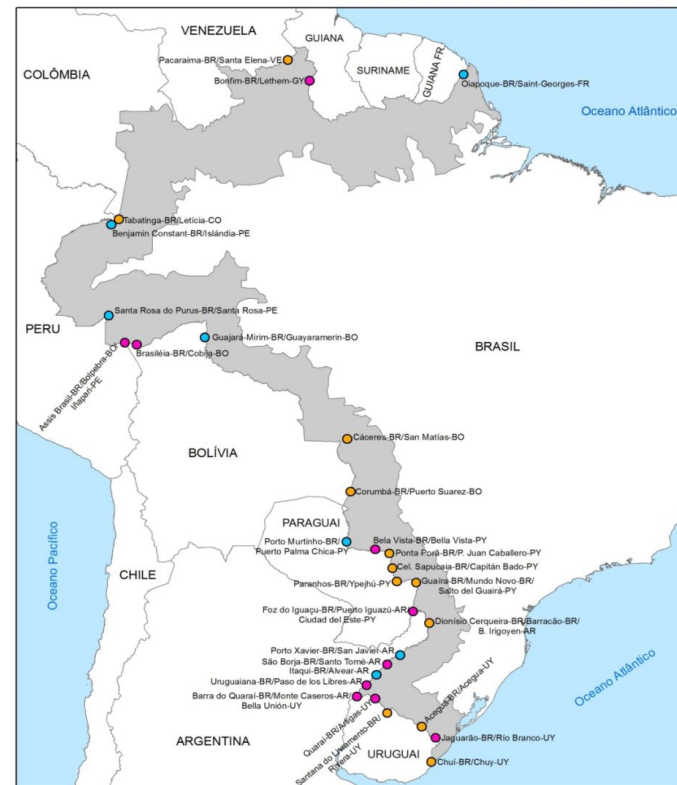 VENEZUELA
GUIANA
Pacaraima-BR/Santa Elena-VE
COLÔMBIA
SURINAME
GUIANA FR.
Bonfim-BR/Lethem-GY
Oiapoque-BR/Saint-Georges-FR
Oceano Atlântico
Tabatinga-BR/Letícia-CO
Benjamin Constant-BR/Islándia-PE
Santa Rosa do Purus-BR/Santa Rosa-PE
PERU
Guajará-Mirim-BR/Guayaramerin-BO
BRASIL
Brasiléia-BR/Cobija-BO
Assis Brasil-BR/Bolpebra-BO/
Iñapari-PE
Cáceres-BR/San Matías-BO
BOLÍVIA
Corumbá-BR/Puerto Suarez-BO
PARAGUAI
Porto Murtinho-BR/
Puerto Palma Chica-PY
Bela Vista-BR/Bella Vista-PY
Ponta Porã-BR/P. Juan Caballero-PY
Cel. Sapucaia-BR/Capitán Bado-PY
Oceano Pacífico
CHILE
Paranhos-BR/Ypejhú-PY
Guaíra-BR/Mundo Novo-BR/
Salto del Guairá-PY
Foz do Iguaçu-BR/Puerto Iguazú-AR/
Ciudad del Este-PY
Dionísio Cerqueira-BR/Barracão-BR/
B. Irigoyen-AR
Porto Xavier-BR/San Javier-AR
São Borja-BR/Santo Tomé-AR
Itaqui-BR/Alvear-AR
Uruguaiana-BR/Paso de los Libres-AR
Barra do Quaraí-BR/Monte Caseros-AR/
Bella Unión-UY
Quaraí-BR/Artigas-UY
Santana do Livramento-BR/
Rivera-UY
Aceguá-BR/Acegua-UY
Oceano Atlântico
ARGENTINA
Jaguarão-BR/Río Branco-UY
URUGUAI
Chuí-BR/Chuy-UY